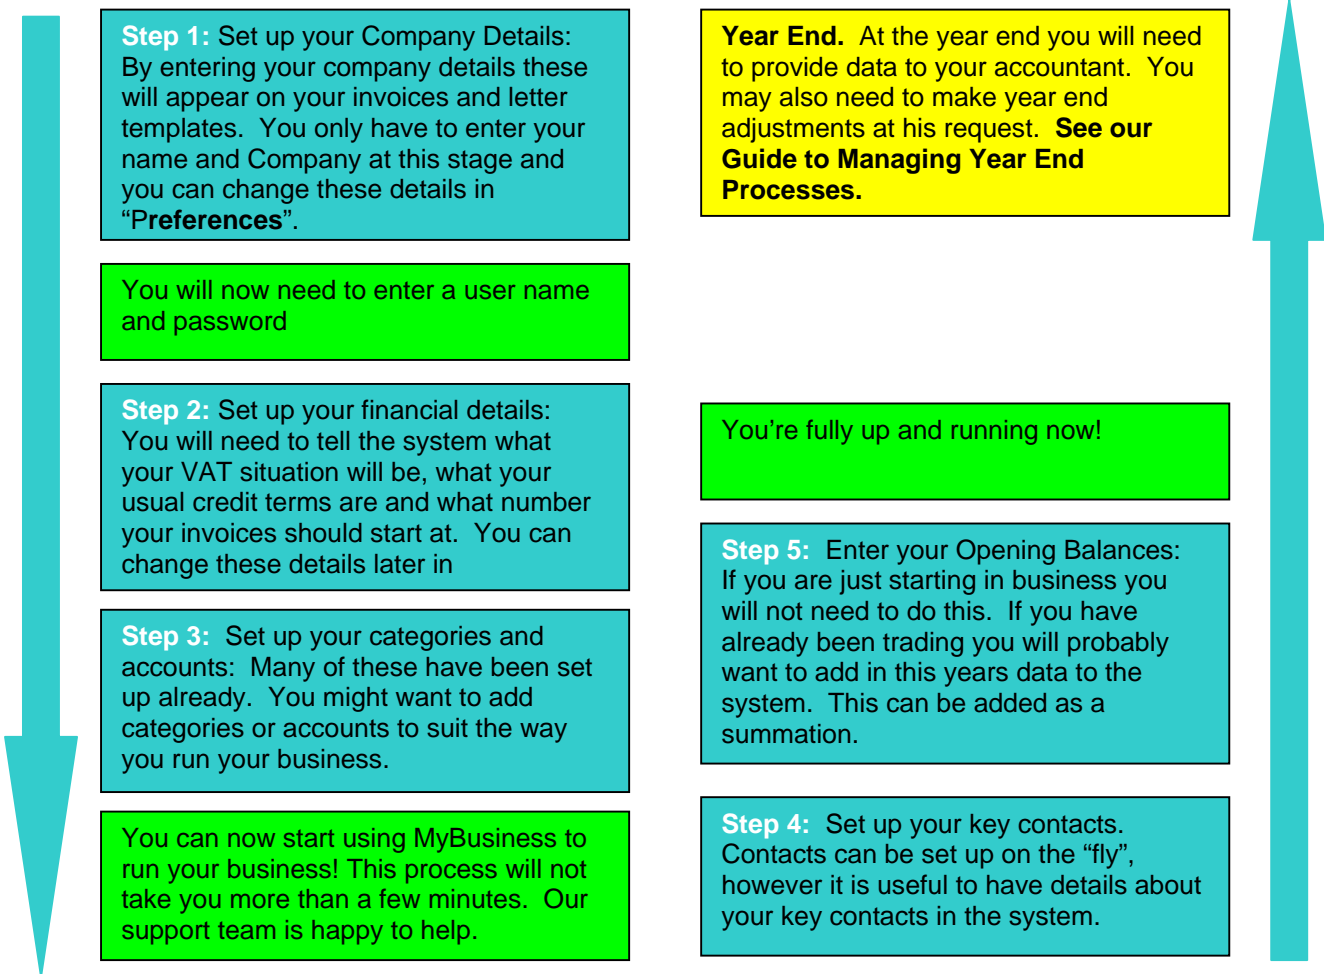 Step 1: Set up your Company Details:
By entering your company details these
will appear on your invoices and letter
templates.  You only have to enter your
name and Company at this stage and
you can change these details in
“Preferences”.
You will now need to enter a user name
and password
Step 2: Set up your financial details:
You will need to tell the system what
your VAT situation will be, what your
usual credit terms are and what number
your invoices should start at.  You can
change these details later in
Step 3:  Set up your categories and
accounts:  Many of these have been set
up already.  You might want to add
categories or accounts to suit the way
you run your business.
You can now start using MyBusiness to
run your business! This process will not
take you more than a few minutes.  Our
support team is happy to help.
Year End.  At the year end you will need
to provide data to your accountant.  You
may also need to make year end
adjustments at his request.  See our
Guide to Managing Year End
Processes.
You’re fully up and running now!
Step 5:  Enter your Opening Balances:
If you are just starting in business you
will not need to do this.  If you have
already been trading you will probably
want to add in this years data to the
system.  This can be added as a
summation.
Step 4:  Set up your key contacts.
Contacts can be set up on the “fly”,
however it is useful to have details about
your key contacts in the system.